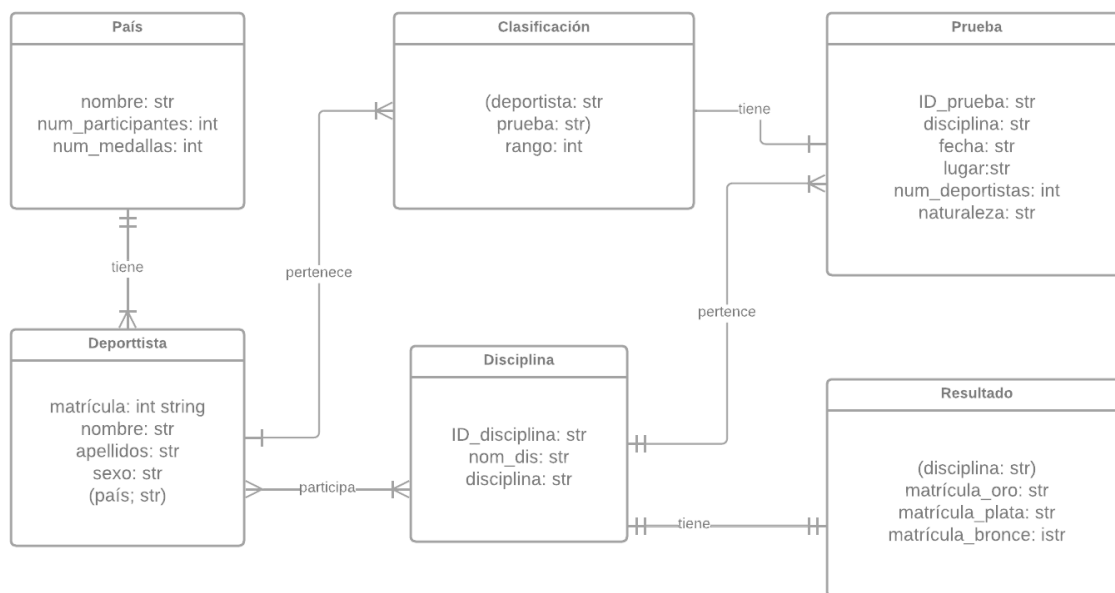 País
nombre: str
num_participantes: int
num_medallas: int
Clasificación
(deportista: str
prueba: str)
rango: int
Prueba
ID_prueba: str
disciplina: str
fecha: str
lugar:str
num_deportistas: int
naturaleza: str
tiene
tiene
pertenece
pertence
Deporttista
matrícula: int string
nombre: str
apellidos: str
sexo: str
(país; str)
participa
Disciplina
ID_disciplina: str
nom_dis: str
disciplina: str
tiene
Resultado
(disciplina: str)
matrícula_oro: str
matrícula_plata: str
matrícula_bronce: istr